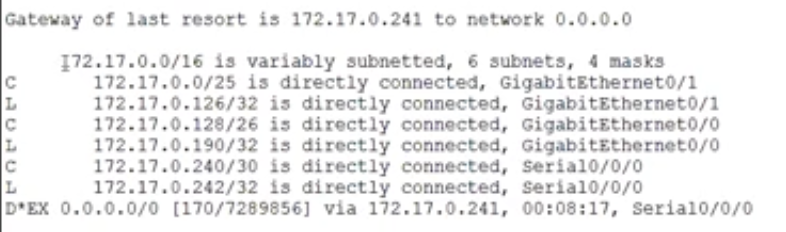 Gateway of last resort is 172.17.0.241 to network 0.0.0.0
172.17.0.0/16 is variably subnetted, 6 subnets, 4 masks
C 172.17.0.0/25 is directly connected, GigabitEthernet0/1
L 172.17.0.126/32 is directly connected, GigabitEthernet0/1
C 172.17.0.128/26 is directly connected, GigabitEthernet0/0
L 172.17.0.190/32 is directly connected, GigabitEthernet0/0
C 172.17.0.240/30 is directly connected, Serial0/0/0
L 172.17.0.242/32 is directly connected, Serial0/0/0
D*EX 0.0.0.0/0 [170/7289856] via 172.17.0.241, 00:08:17, Serial0/0/0